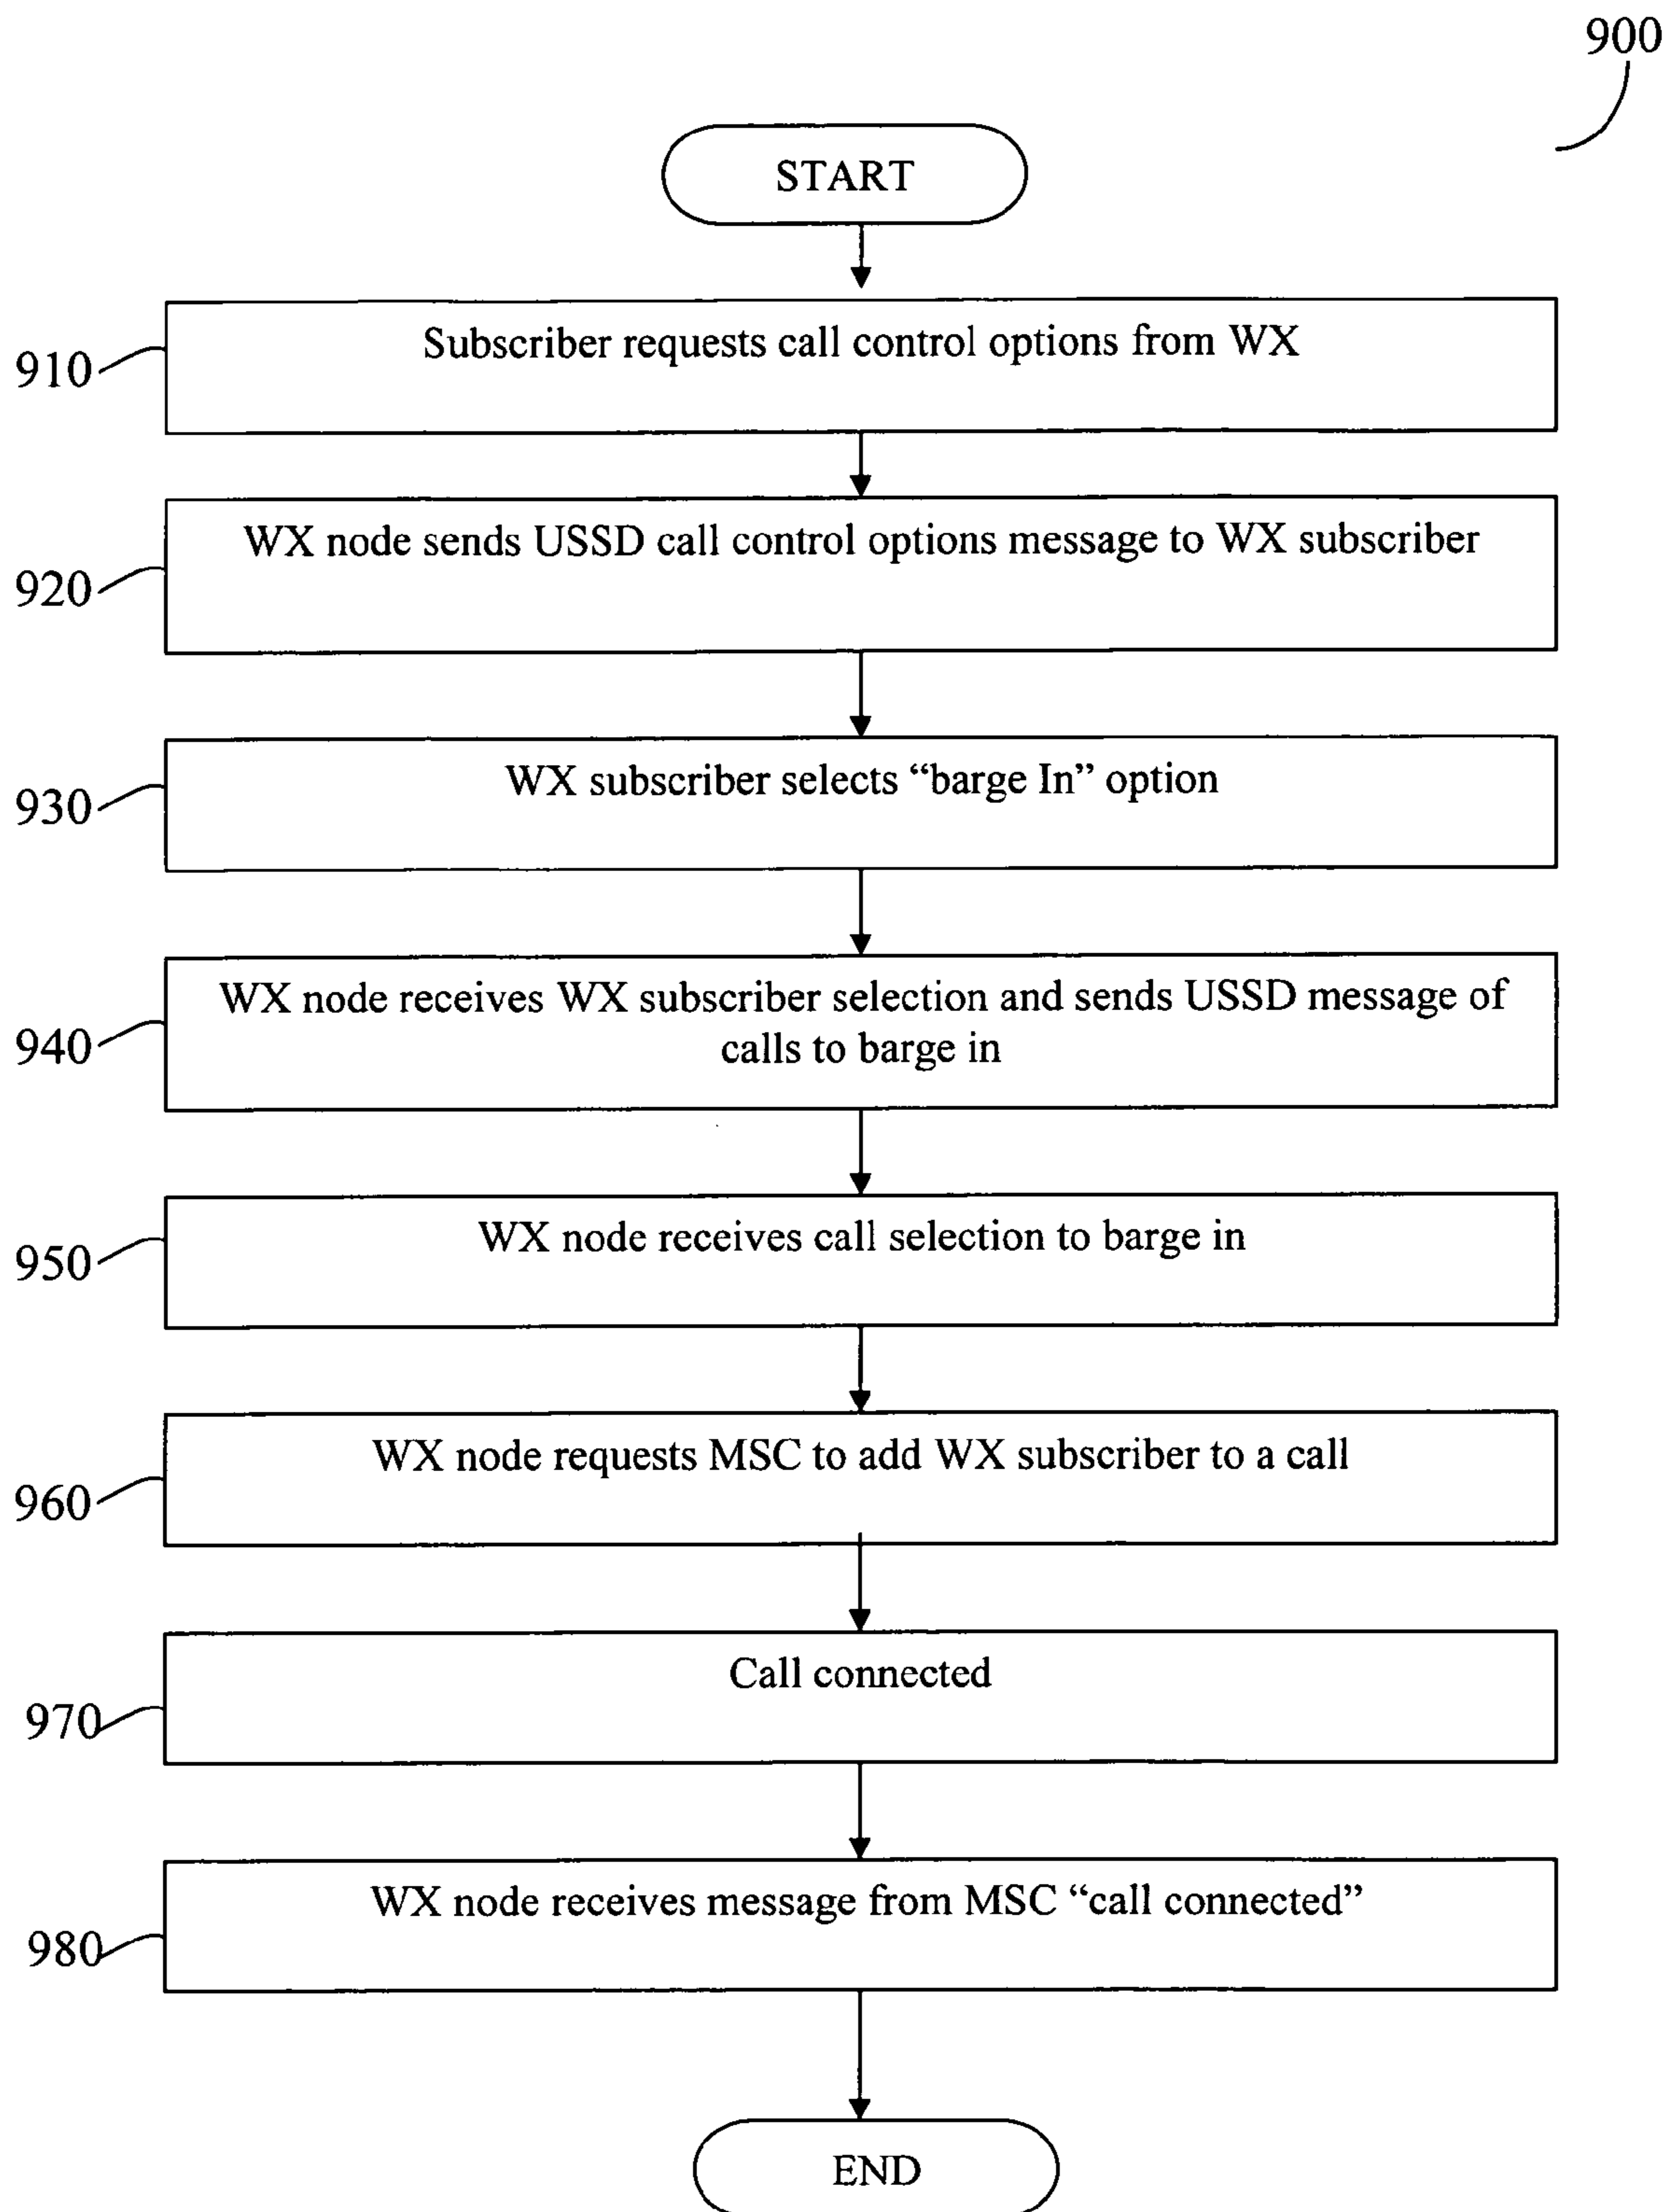 900
START
910
Subscriber requests call control options from WX
920
WX node sends USSD call control options message to WX subscriber
930
WX subscriber selects “barge In” option
940
WX node receives WX subscriber selection and sends USSD message of
calls to barge in
950
WX node receives call selection to barge in
960
WX node requests MSC to add WX subscriber to a call
970
Call connected
980
WX node receives message from MSC “call connected”
END